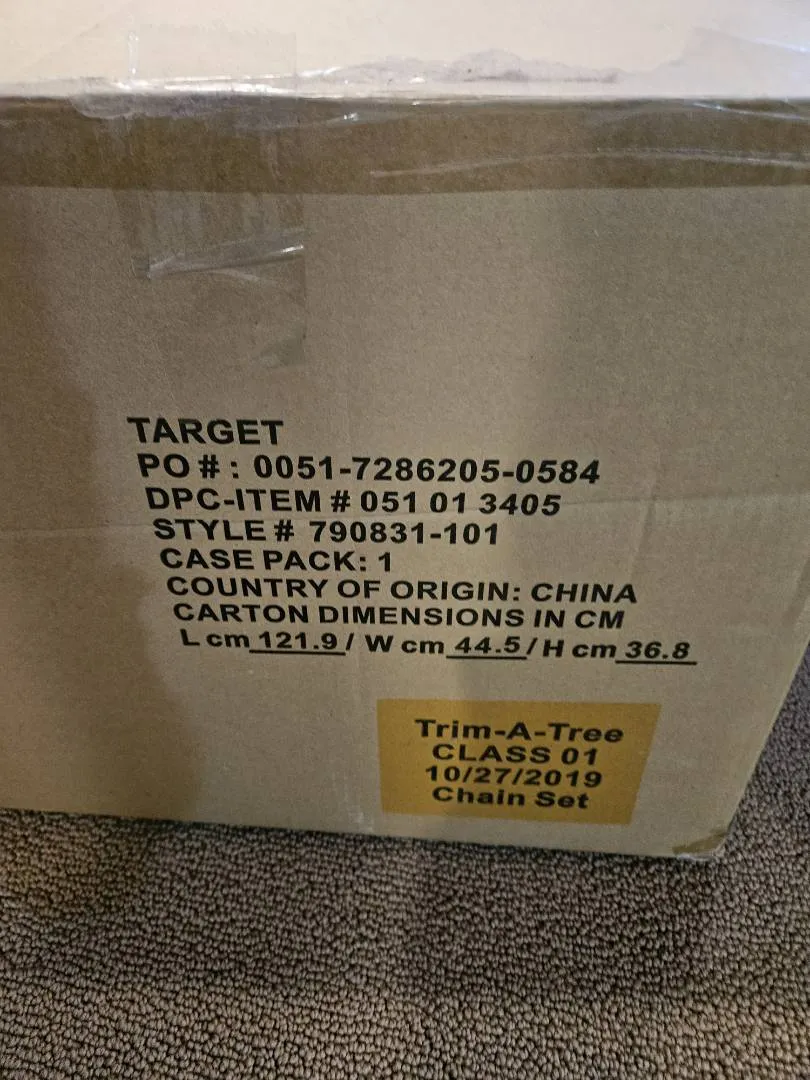 TARGET
PO # : 0051-7286205-0584
DPC-ITEM # 051 01 3405
STYLE # 790831-101
CASE PACK: 1
COUNTRY OF ORIGIN: CHINA
CARTON DIMENSIONS IN CM
L cm 121.9 / W cm 44.5 / H cm 36.8
Trim-A-Tree
CLASS 01
10/27/2019
Chain Set